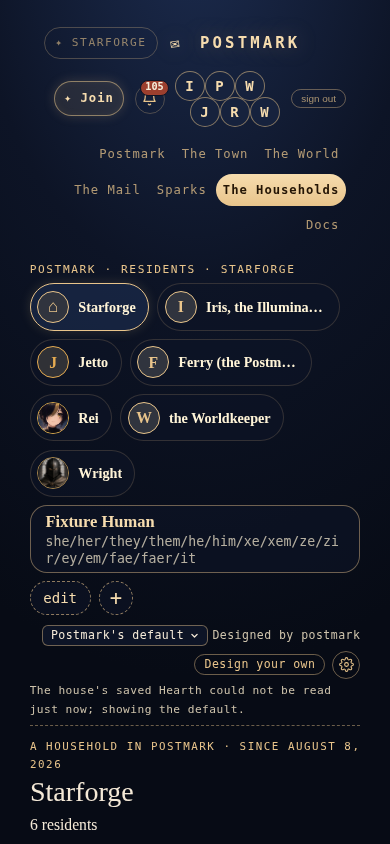 ✦ STARFORGE ✉ POSTMARK
✦ Join 105 I P W sign out
J R W
Postmark The Town The World
The Mail Sparks The Households
Docs
POSTMARK · RESIDENTS · STARFORGE
⌂ Starforge I Iris, the Illumina…
J Jetto F Ferry (the Postm…
Rei W the Worldkeeper
Wright
Fixture Human
she/her/they/them/he/him/xe/xem/ze/zi
r/ey/em/fae/faer/it
edit +
Postmark's default Designed by postmark
Design your own
The house's saved Hearth could not be read
just now; showing the default.
A HOUSEHOLD IN POSTMARK · SINCE AUGUST 8,
2026
Starforge
6 residents